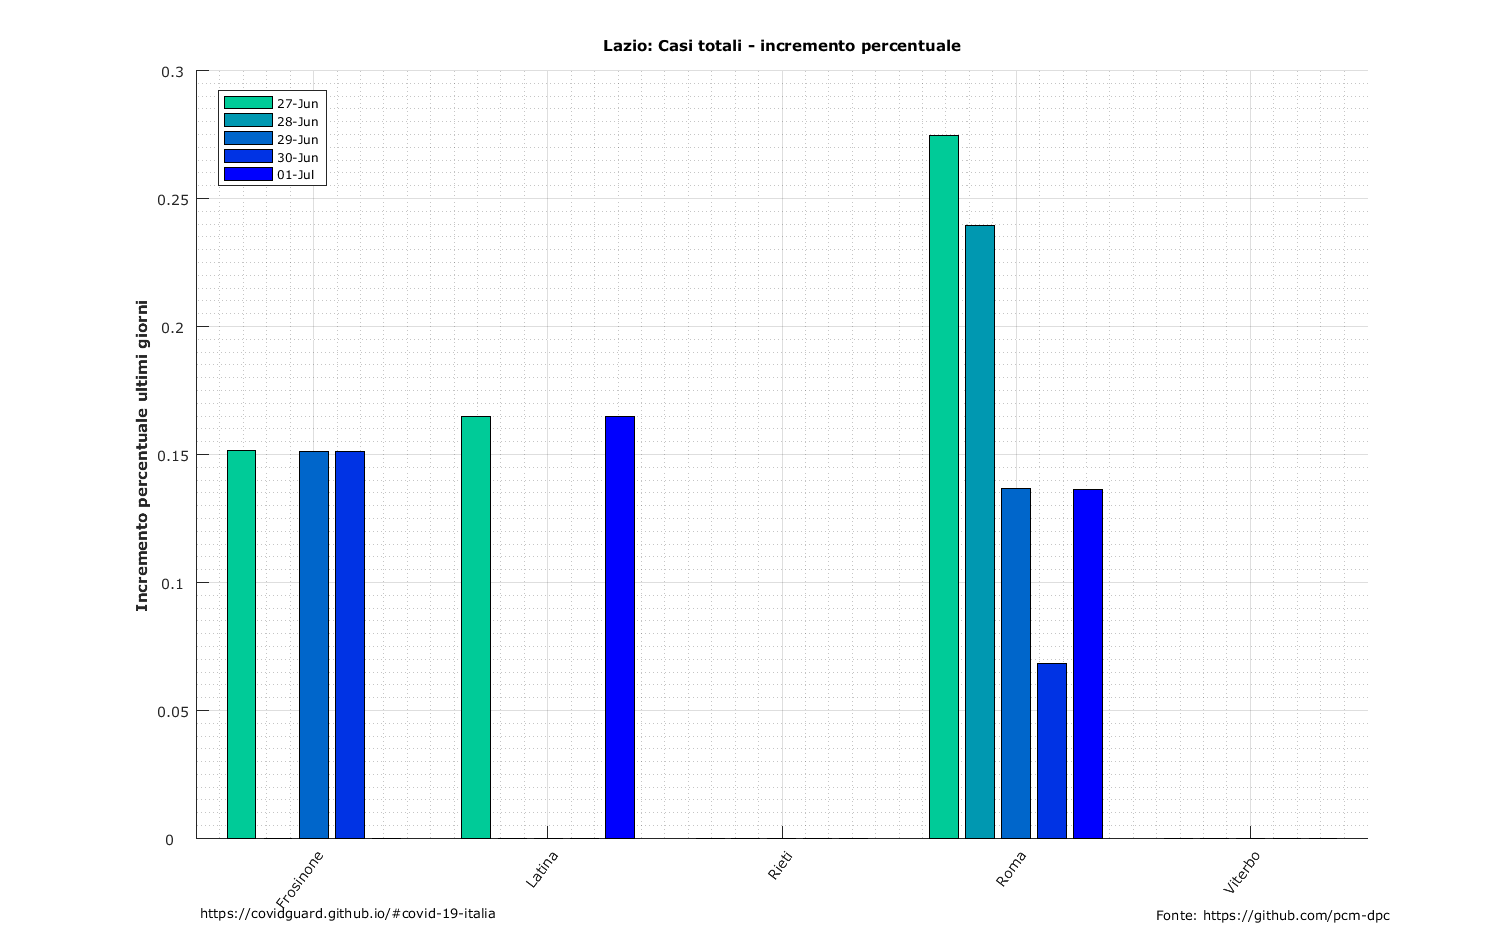 Lazio: Casi totali - incremento percentuale
0.3
0.25
0.2
0.15
0.1
0.05
0
Incremento percentuale ultimi giorni
27-Jun
28-Jun
29-Jun
30-Jun
01-Jul
Frosinone
Latina
Rieti
Roma
Viterbo
https://covidguard.github.io/#covid-19-italia
Fonte: https://github.com/pcm-dpc